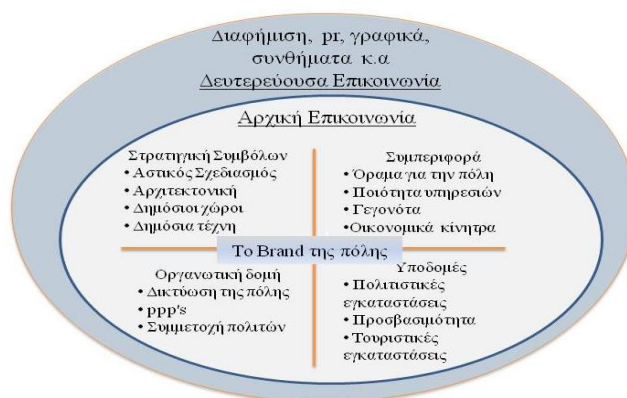 Διαφήμιση, pr, γραφικά,
συνθήματα κ.α
Δευτερεύουσα Επικοινωνία
Αρχική Επικοινωνία
Στρατηγική Συμβόλων
• Αστικός Σχεδιασμός
• Αρχιτεκτονική
• Δημόσιοι χώροι
• Δημόσια τέχνη
Συμπεριφορά
• Όραμα για την πόλη
• Ποιότητα υπηρεσιών
• Γεγονότα
• Οικονομικά κίνητρα
Το Brand της πόλης
Οργανωτική δομή
• Δικτύωση της πόλης
• ppp's
• Συμμετοχή πολιτών
Υποδομές
• Πολιτιστικές
εγκαταστάσεις
• Προσβασιμότητα
• Τουριστικές
εγκαταστάσεις